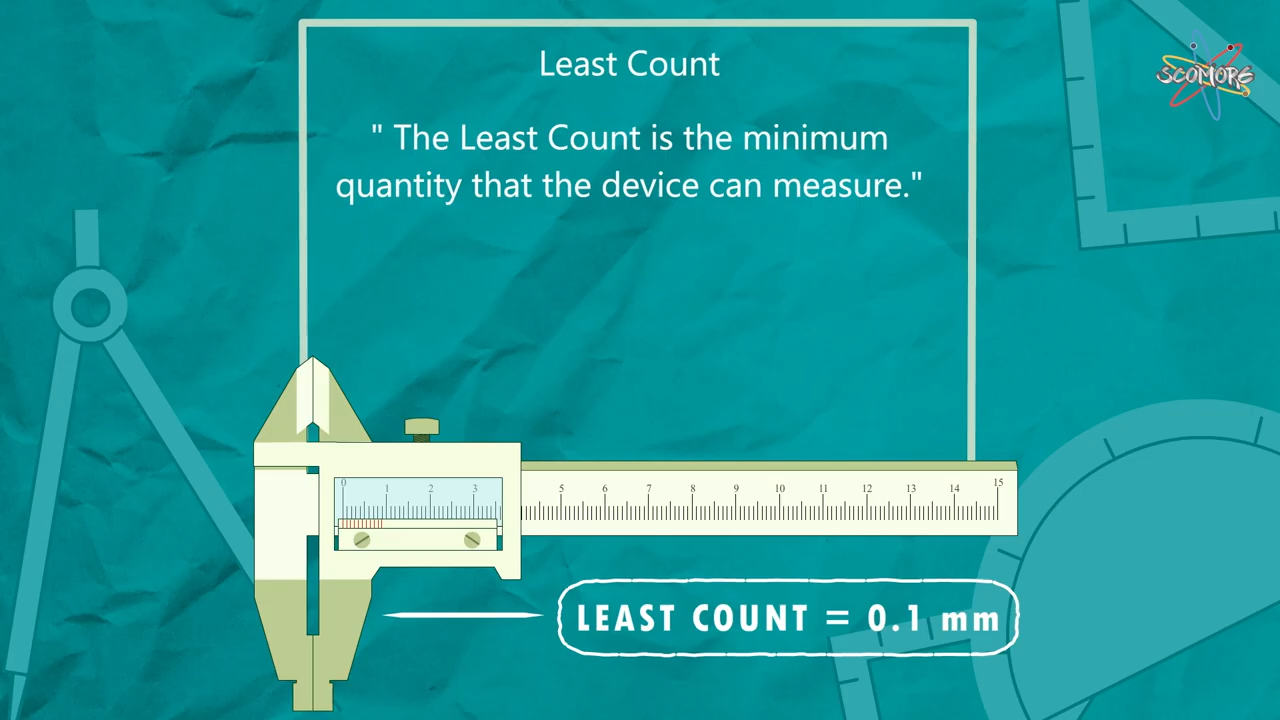 SCOMORE
Least Count
" The Least Count is the minimum
quantity that the device can measure."
0 1 2 3 5 6 7 8 9 10 11 12 13 14 15
LEAST COUNT = 0.1 mm